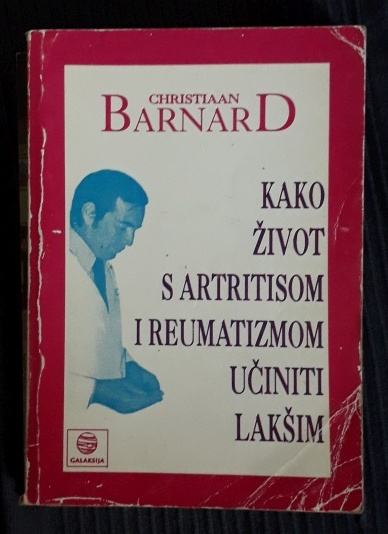 CHRISTIAAN
BARNARD
KAKO
ŽIVOT
S ARTRITISOM
I REUMATIZMOM
UČINITI
LAKŠIM
GALAKSIJA